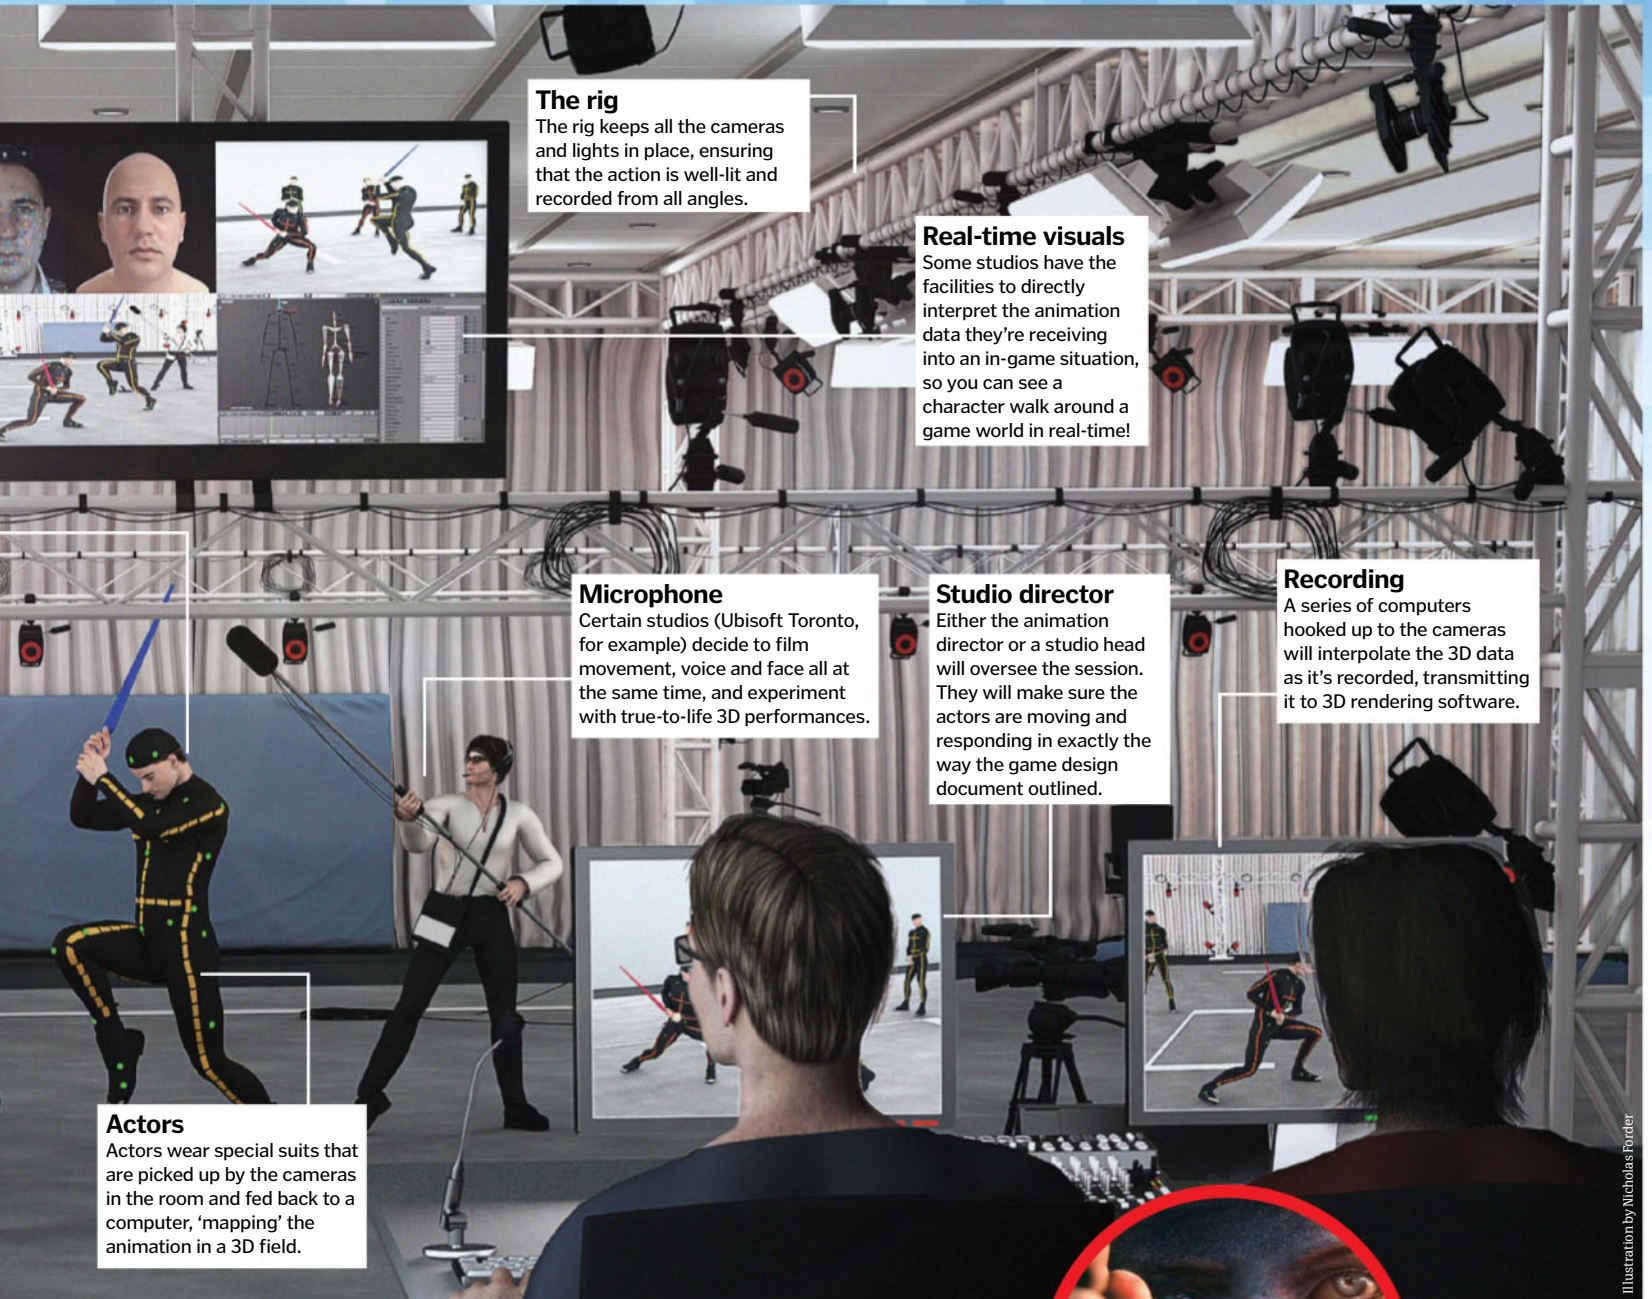 The rig
The rig keeps all the cameras
and lights in place, ensuring
that the action is well-lit and
recorded from all angles.
Real-time visuals
Some studios have the
facilities to directly
interpret the animation
data they’re receiving
into an in-game situation,
so you can see a
character walk around a
game world in real-time!
Microphone
Certain studios (Ubisoft Toronto,
for example) decide to film
movement, voice and face all at
the same time, and experiment
with true-to-life 3D performances.
Studio director
Either the animation
director or a studio head
will oversee the session.
They will make sure the
actors are moving and
responding in exactly the
way the game design
document outlined.
Recording
A series of computers
hooked up to the cameras
will interpolate the 3D data
as it’s recorded, transmitting
it to 3D rendering software.
Actors
Actors wear special suits that
are picked up by the cameras
in the room and fed back to a
computer, ‘mapping’ the
animation in a 3D field.
Illustration by Nicholas Forder